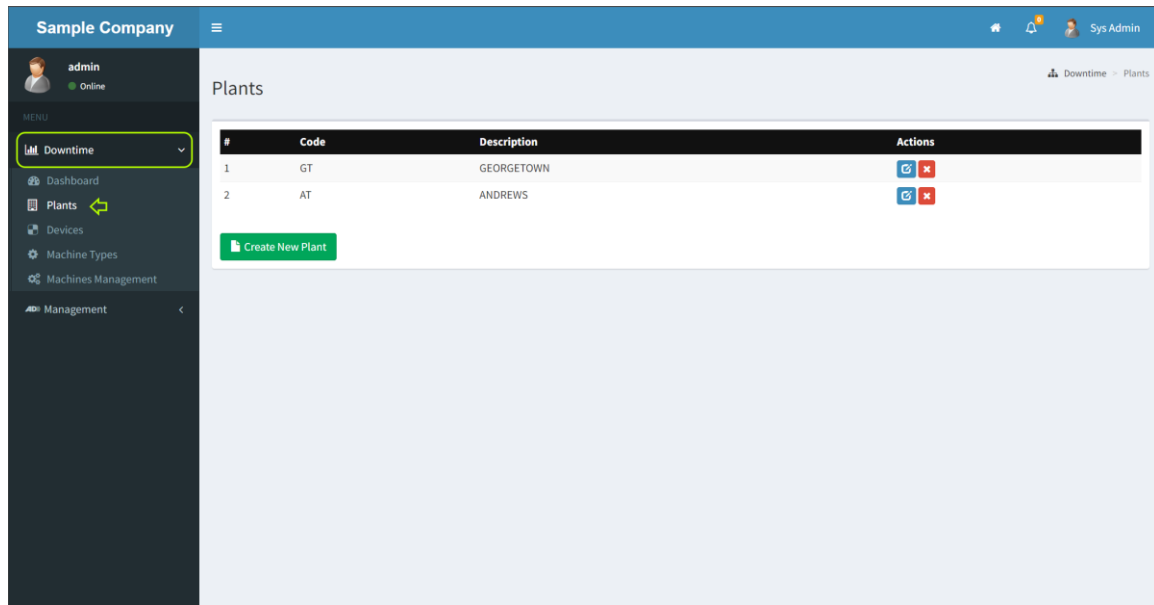 Sample Company
0
Sys Admin
admin
Online
Plants
Downtime > Plants
MENU
Downtime
Dashboard
Plants
Devices
Machine Types
Machines Management
Management
# Code Description Actions
1 GT GEORGETOWN
2 AT ANDREWS
Create New Plant